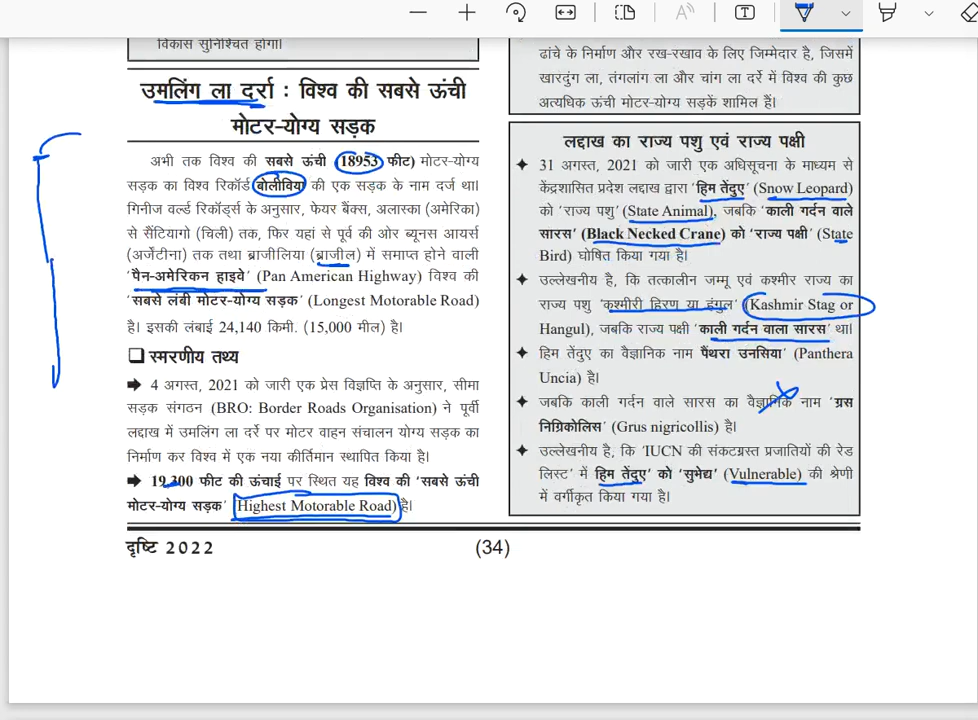 विकास सुनिश्चित होगा।
उमलिंग ला दर्रा : विश्व की सबसे ऊंची
मोटर-योग्य सड़क
अभी तक विश्व की सबसे ऊंची (18953 फीट) मोटर-योग्य
सड़क का विश्व रिकॉर्ड बोलीविया की एक सड़क के नाम दर्ज था।
गिनीज वर्ल्ड रिकॉर्ड्स के अनुसार, फेयर बैंक्स, अलास्का (अमेरिका)
से सैंटियागो (चिली) तक, फिर यहां से पूर्व की ओर ब्यूनस आयर्स
(अर्जेंटीना) तक तथा ब्राजीलिया (ब्राजील) में समाप्त होने वाली
'पैन-अमेरिकन हाइवे' (Pan American Highway) विश्व की
'सबसे लंबी मोटर-योग्य सड़क' (Longest Motorable Road)
है। इसकी लंबाई 24,140 किमी. (15,000 मील) है।
स्मरणीय तथ्य
4 अगस्त, 2021 को जारी एक प्रेस विज्ञप्ति के अनुसार, सीमा
सड़क संगठन (BRO: Border Roads Organisation) ने पूर्वी
लद्दाख में उमलिंग ला दर्रे पर मोटर वाहन संचालन योग्य सड़क का
निर्माण कर विश्व में एक नया कीर्तिमान स्थापित किया है।
19,300 फीट की ऊंचाई पर स्थित यह विश्व की 'सबसे ऊंची
मोटर-योग्य सड़क' (Highest Motorable Road) है।
ढांचे के निर्माण और रख-रखाव के लिए जिम्मेदार है, जिसमें
खारदुंग ला, तंगलांग ला और चांग ला दर्रे में विश्व की कुछ
अत्यधिक ऊंची मोटर-योग्य सड़कें शामिल हैं।
लद्दाख का राज्य पशु एवं राज्य पक्षी
31 अगस्त, 2021 को जारी एक अधिसूचना के माध्यम से
केंद्रशासित प्रदेश लद्दाख द्वारा 'हिम तेंदुए' (Snow Leopard)
को 'राज्य पशु' (State Animal), जबकि 'काली गर्दन वाले
सारस' (Black Necked Crane) को 'राज्य पक्षी' (State
Bird) घोषित किया गया है।
उल्लेखनीय है, कि तत्कालीन जम्मू एवं कश्मीर राज्य का
राज्य पशु 'कश्मीरी हिरण या हंगुल' (Kashmir Stag or
Hangul), जबकि राज्य पक्षी 'काली गर्दन वाला सारस' था।
हिम तेंदुए का वैज्ञानिक नाम 'पैंथरा उनसिया' (Panthera
Uncia) है।
जबकि काली गर्दन वाले सारस का वैज्ञानिक नाम 'ग्रस
निग्रिकोलिस' (Grus nigricollis) है।
उल्लेखनीय है, कि 'IUCN की संकटग्रस्त प्रजातियों की रेड
लिस्ट' में हिम तेंदुए' को 'सुभेद्य' (Vulnerable) की श्रेणी
में वर्गीकृत किया गया है।
दृष्टि 2022
(34)